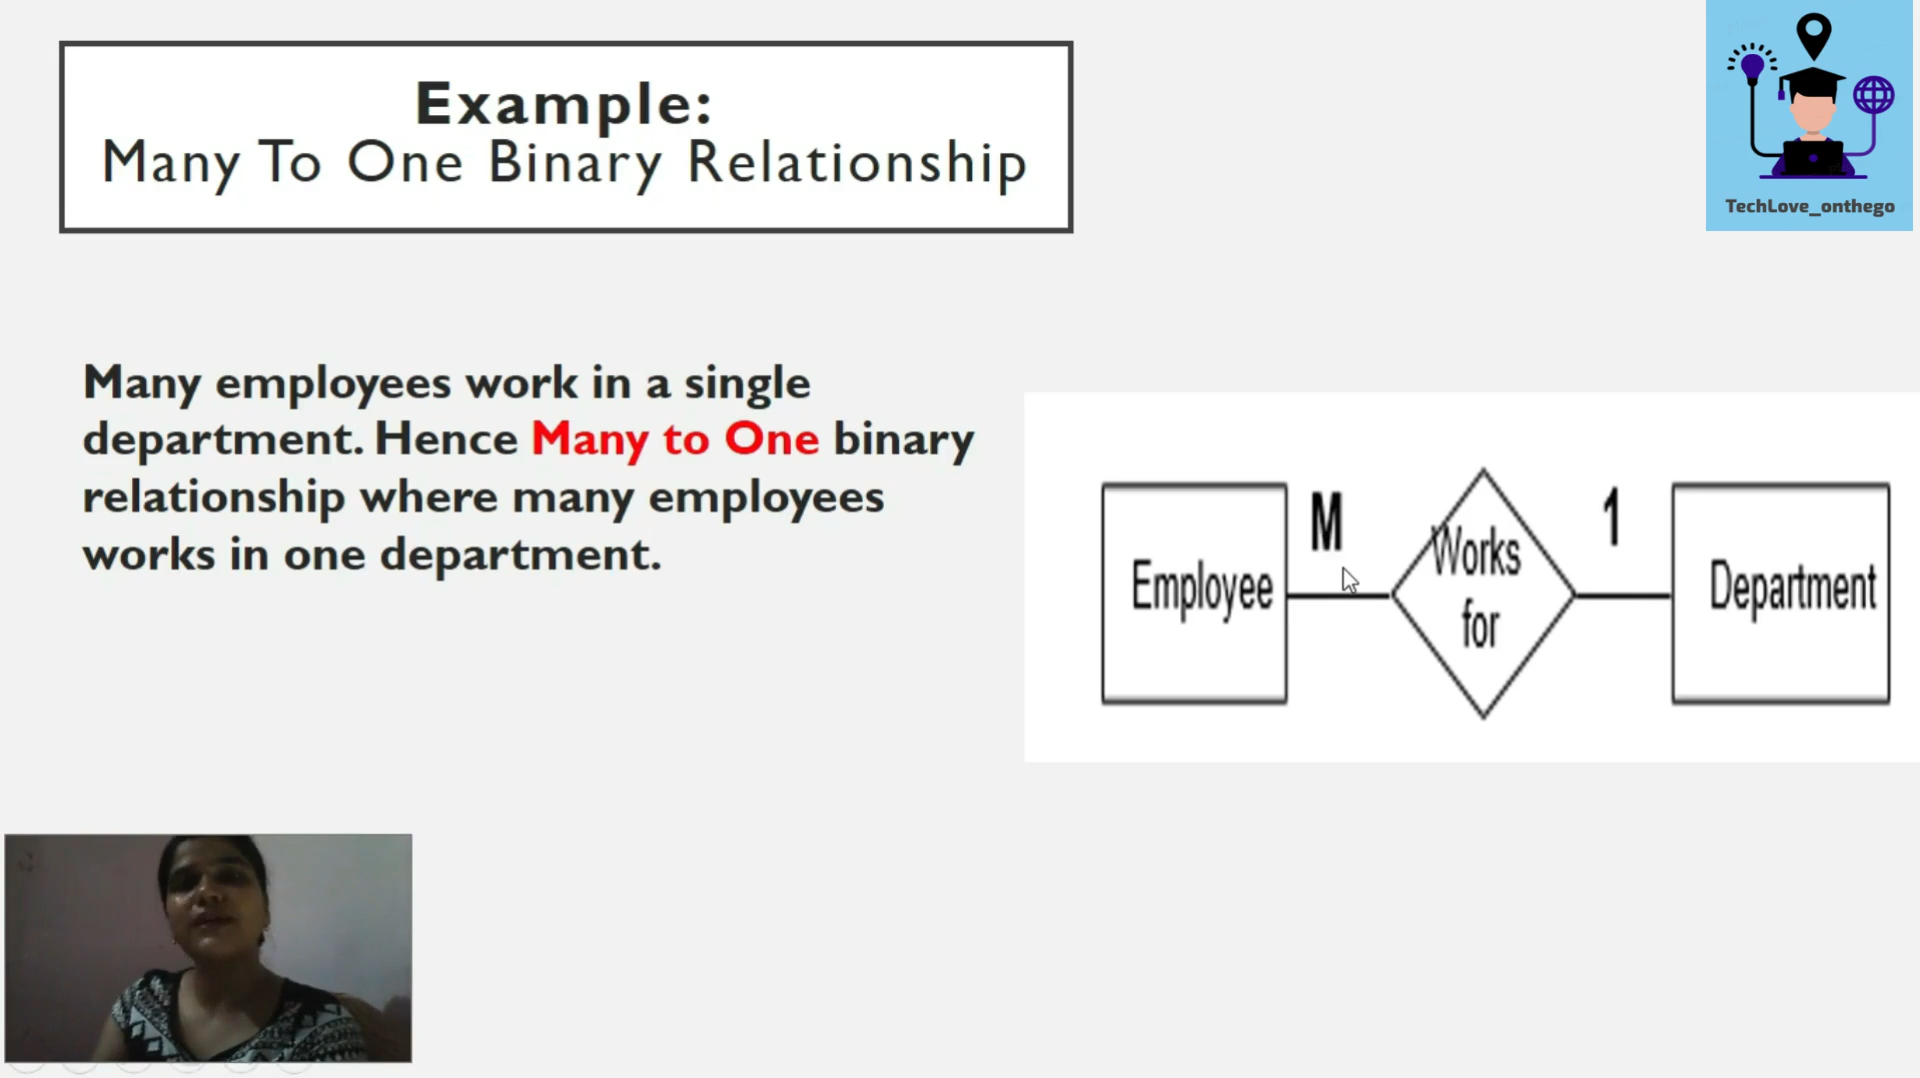 Example:
Many To One Binary Relationship
TechLove_onthego
Many employees work in a single
department. Hence Many to One binary
relationship where many employees
works in one department.
M
1
Employee
Works
for
Department